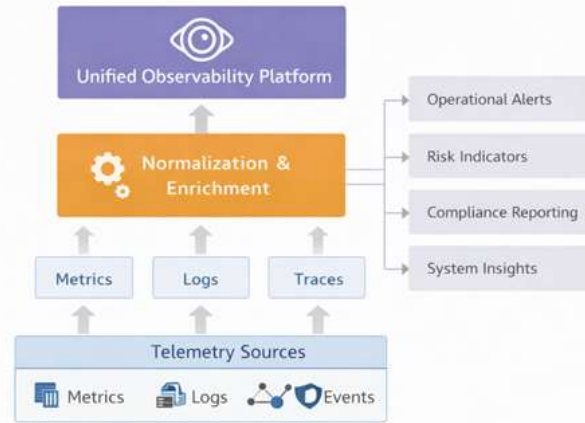 Unified Observability Platform
Normalization &
Enrichment
Operational Alerts
Risk Indicators
Compliance Reporting
System Insights
Metrics
Logs
Traces
Telemetry Sources
Metrics
Logs
Events